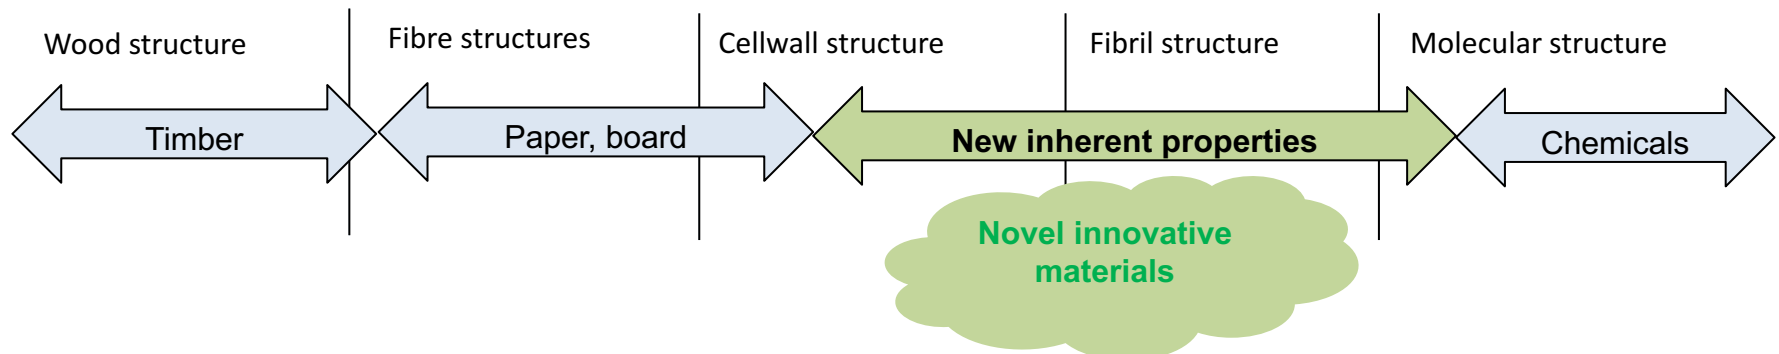 Wood structure
Fibre structures
Cellwall structure
Fibril structure
Molecular structure
Timber
Paper, board
New inherent properties
Chemicals
Novel innovative
materials